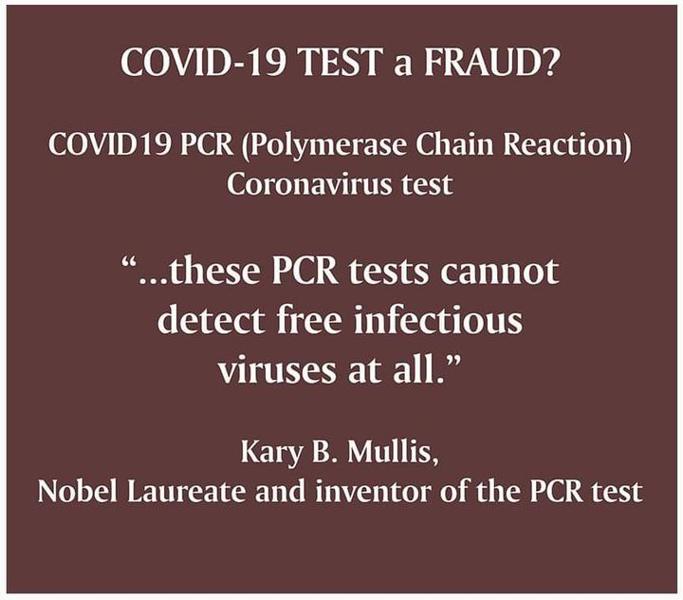 COVID-19 TEST a FRAUD?
COVID19 PCR (Polymerase Chain Reaction)
Coronavirus test
“...these PCR tests cannot
detect free infectious
viruses at all.”
Kary B. Mullis,
Nobel Laureate and inventor of the PCR test